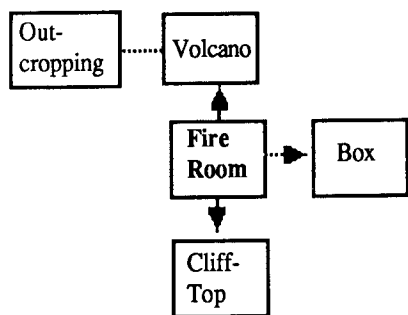 Out-
cropping
Volcano
Fire
Room
Box
Cliff-
Top